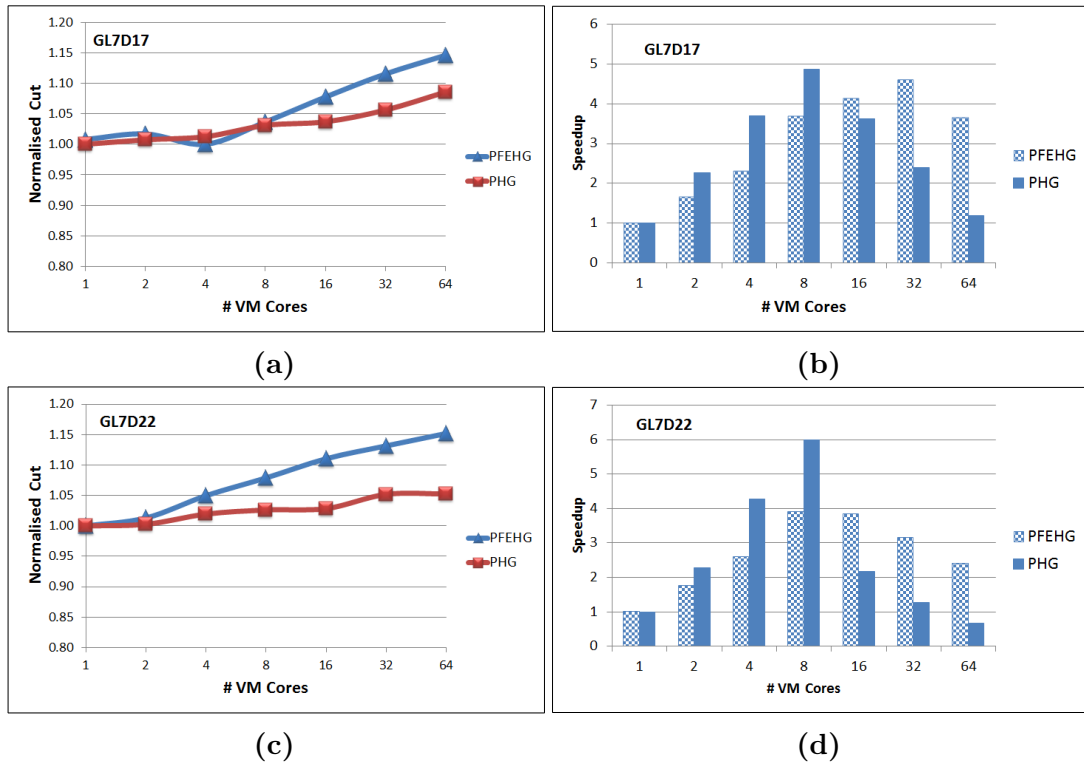 GL7D17
Normalised Cut
1.20
1.15
1.10
1.05
1.00
0.95
0.90
0.85
0.80
1 2 4 8 16 32 64
# VM Cores
PFEHG
PHG
(a)
GL7D17
Speedup
6
5
4
3
2
1
0
1 2 4 8 16 32 64
# VM Cores
PFEHG
PHG
(b)
GL7D22
Normalised Cut
1.20
1.15
1.10
1.05
1.00
0.95
0.90
0.85
0.80
1 2 4 8 16 32 64
# VM Cores
PFEHG
PHG
(c)
GL7D22
Speedup
7
6
5
4
3
2
1
0
1 2 4 8 16 32 64
# VM Cores
PFEHG
PHG
(d)